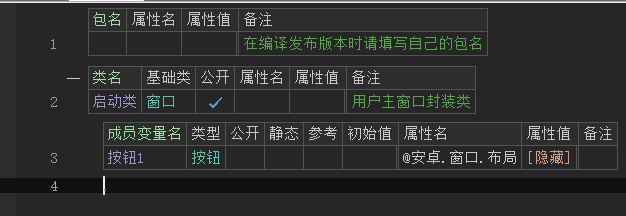 包名 属性名 属性值 备注
1 在编译发布版本时请填写自己的包名
类名 基础类 公开 属性名 属性值 备注
2 启动类 窗口 ✓ 用户主窗口封装类
成员变量名 类型 公开 静态 参考 初始值 属性名 属性值 备注
3 按钮1 按钮 @安卓.窗口.布局 [隐藏]
4